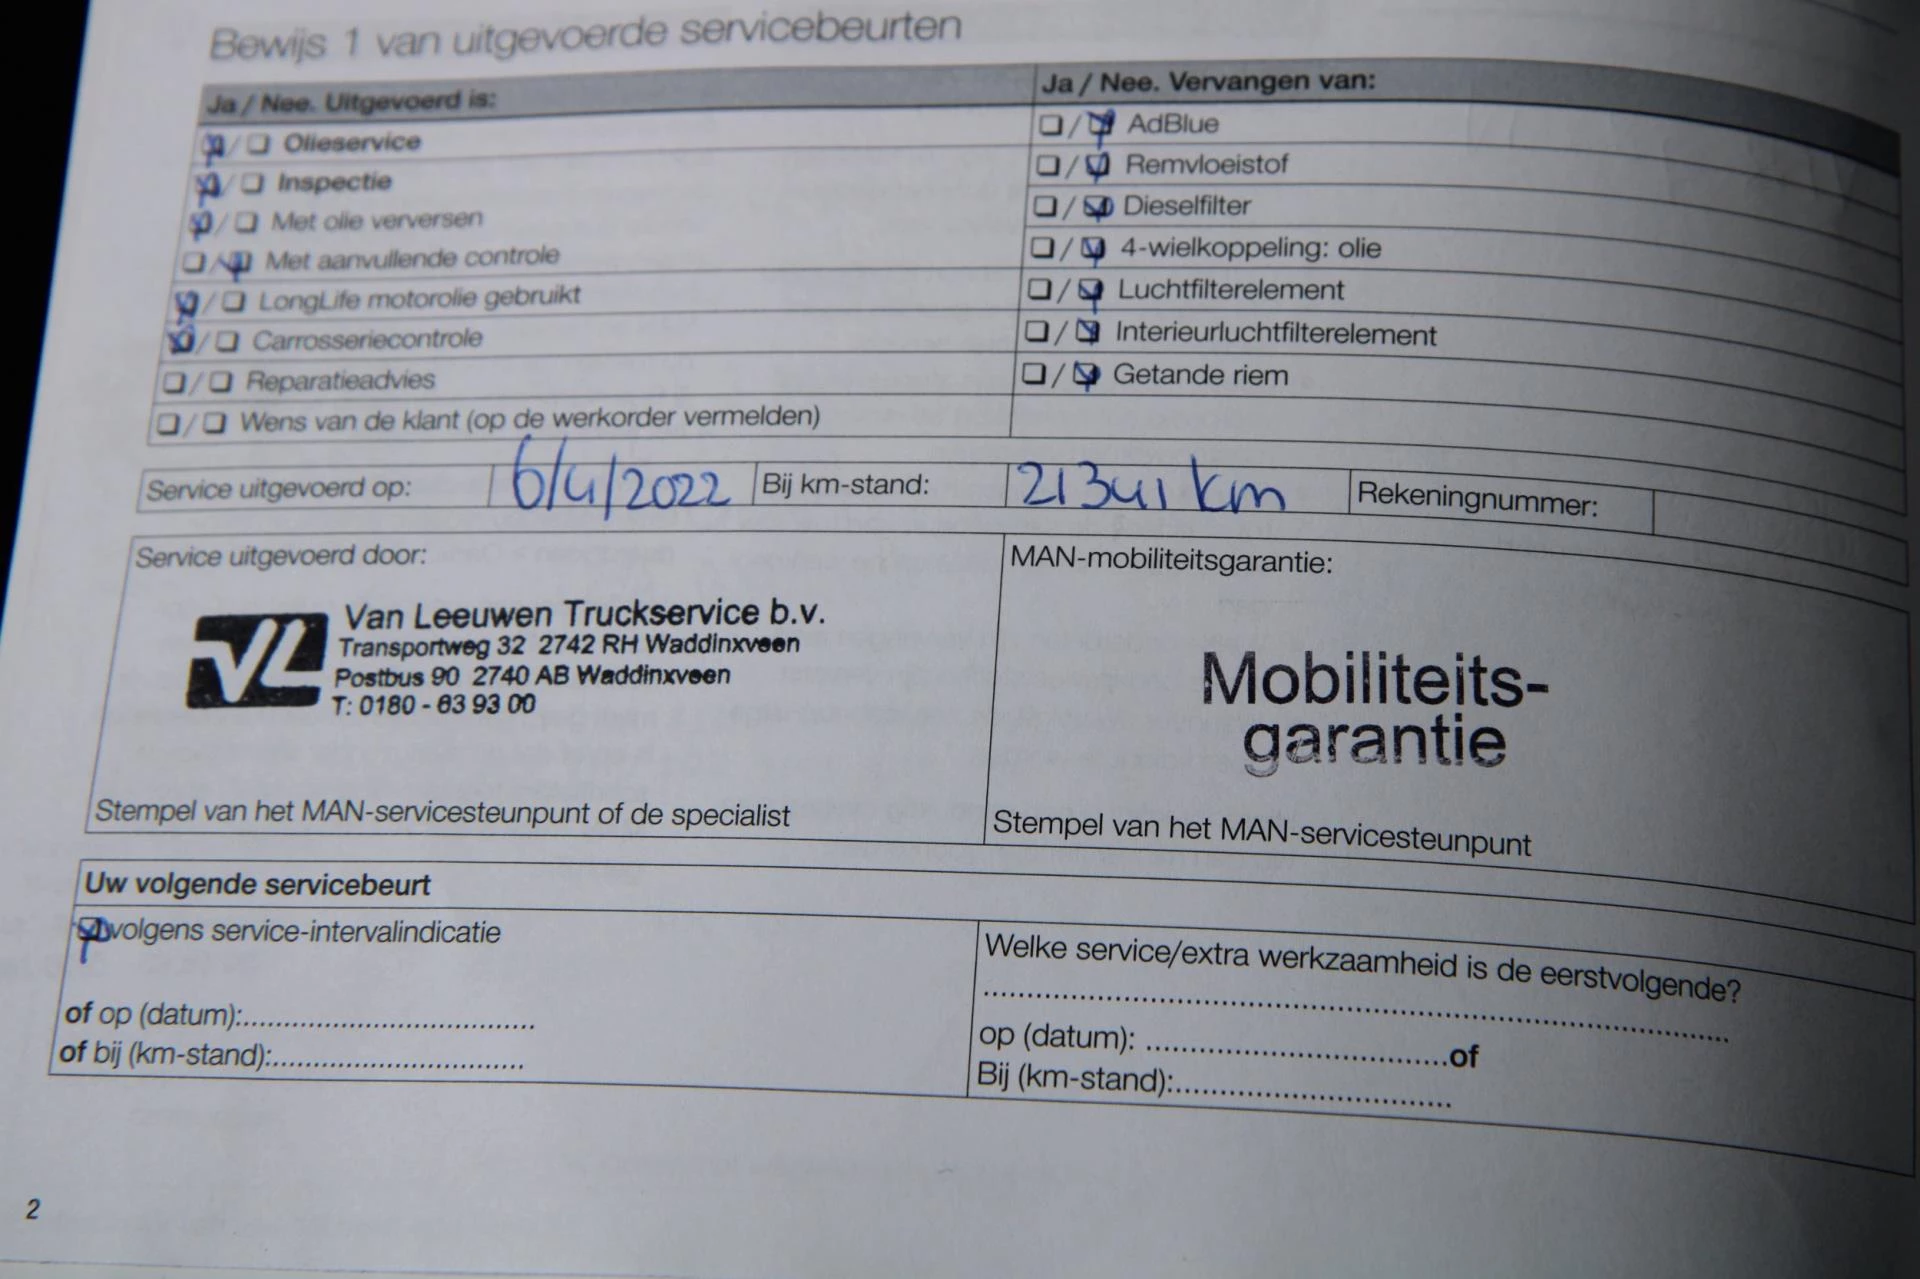 Bewijs 1 van uitgevoerde servicebeurten
Ja / Nee. Uitgevoerd is:
☒/❏ Olieservice
☒/❏ Inspectie
☒/❏ Met olie verversen
❏/☒ Met aanvullende controle
☒/❏ LongLife motorolie gebruikt
☒/❏ Carrosseriecontrole
❏/❏ Reparatieadvies
❏/❏ Wens van de klant (op de werkorder vermelden)
Ja / Nee. Vervangen van:
❏/☒ AdBlue
❏/☒ Remvloeistof
❏/☒ Dieselfilter
❏/☒ 4-wielkoppeling: olie
❏/☒ Luchtfilterelement
❏/☒ Interieurluchtfilterelement
❏/☒ Getande riem
Service uitgevoerd op: 6/4/2022 Bij km-stand: 21341 km Rekeningnummer:
Service uitgevoerd door:
VL
Van Leeuwen Truckservice b.v.
Transportweg 32 2742 RH Waddinxveen
Postbus 90 2740 AB Waddinxveen
T: 0180 - 63 93 00
Stempel van het MAN-servicesteunpunt of de specialist
MAN-mobiliteitsgarantie:
Mobiliteits-
garantie
Stempel van het MAN-servicesteunpunt
Uw volgende servicebeurt
☒ volgens service-intervalindicatie
of op (datum):....................................
of bij (km-stand):...............................
Welke service/extra werkzaamheid is de eerstvolgende?
..............................................................................................
op (datum): .....................................of
Bij (km-stand):..................................
2